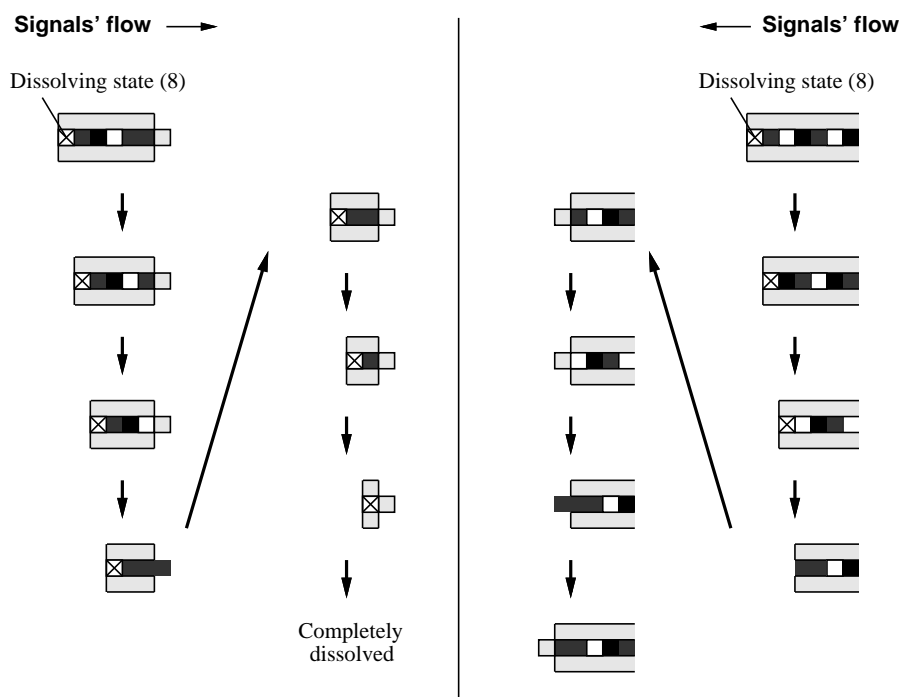 Signals’ flow
Dissolving state (8)
Completely
dissolved
Signals’ flow
Dissolving state (8)